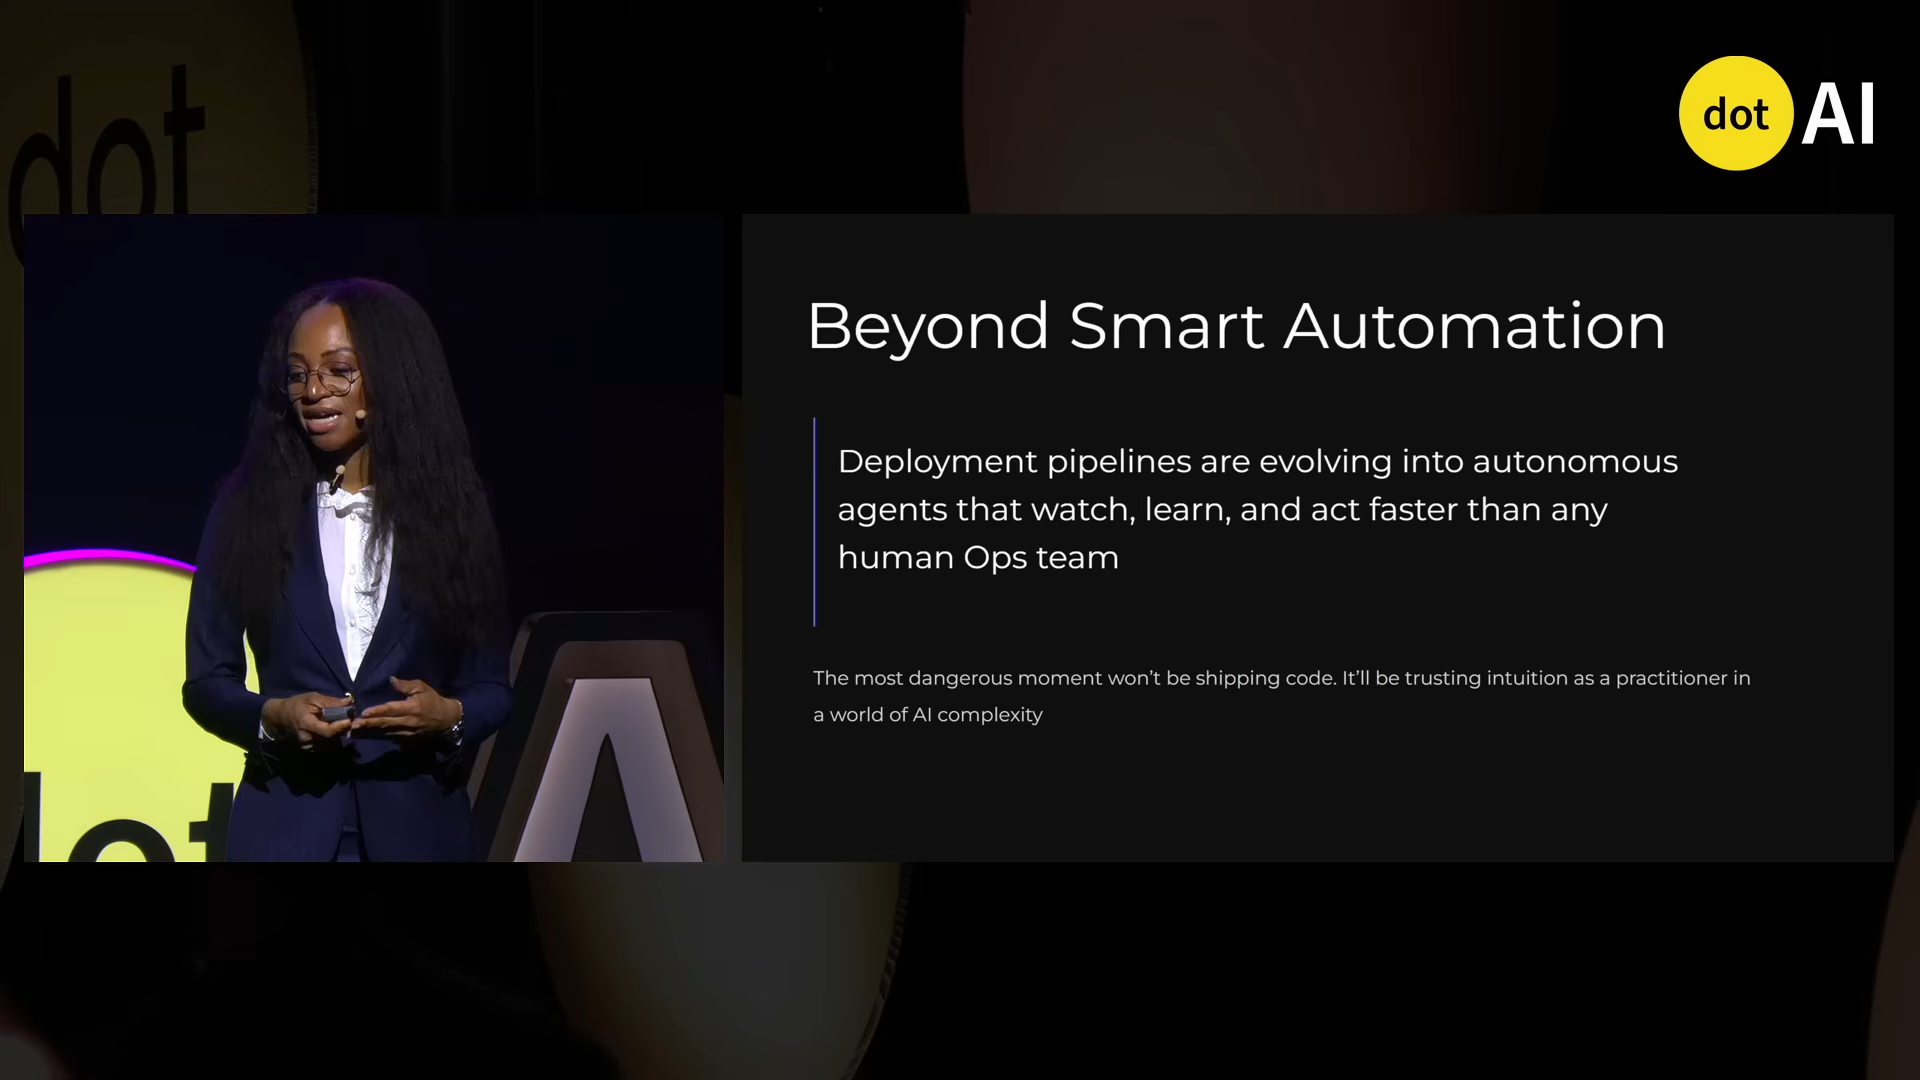 dot
dot AI
Beyond Smart Automation
Deployment pipelines are evolving into autonomous
agents that watch, learn, and act faster than any
human Ops team
The most dangerous moment won't be shipping code. It'll be trusting intuition as a practitioner in
a world of AI complexity
dot A